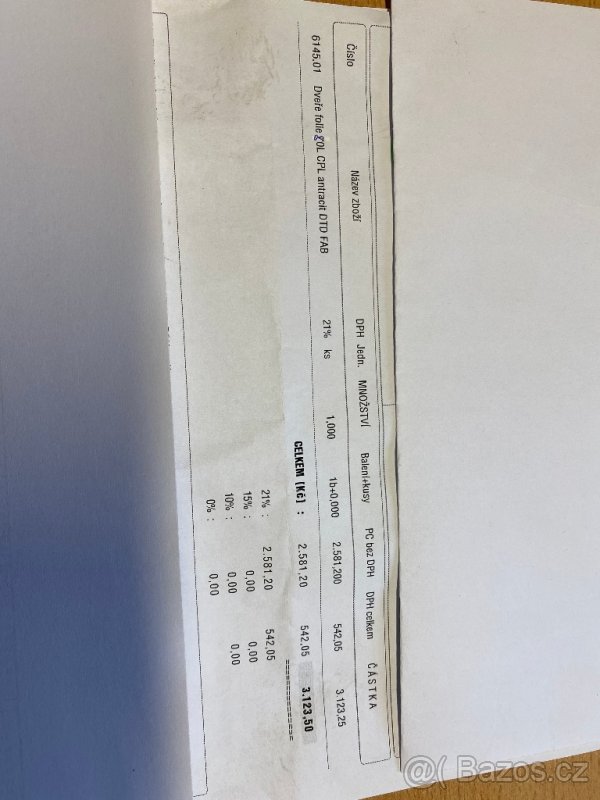 Číslo Název zboží DPH Jedn. MNOŽSTVÍ Balení+kusy PC bez DPH DPH celkem ČÁSTKA
6145.01 Dveře folie 80L CPL antracit DTD FAB 21% ks 1,000 1b+0,000 2.581,200 542,05 3.123,25
CELKEM [Kč] : 2.581,20 542,05 3.123,50
==============
21% : 2.581,20 542,05
15% : 0,00 0,00
10% : 0,00 0,00
0% : 0,00
@( Bazos.cz